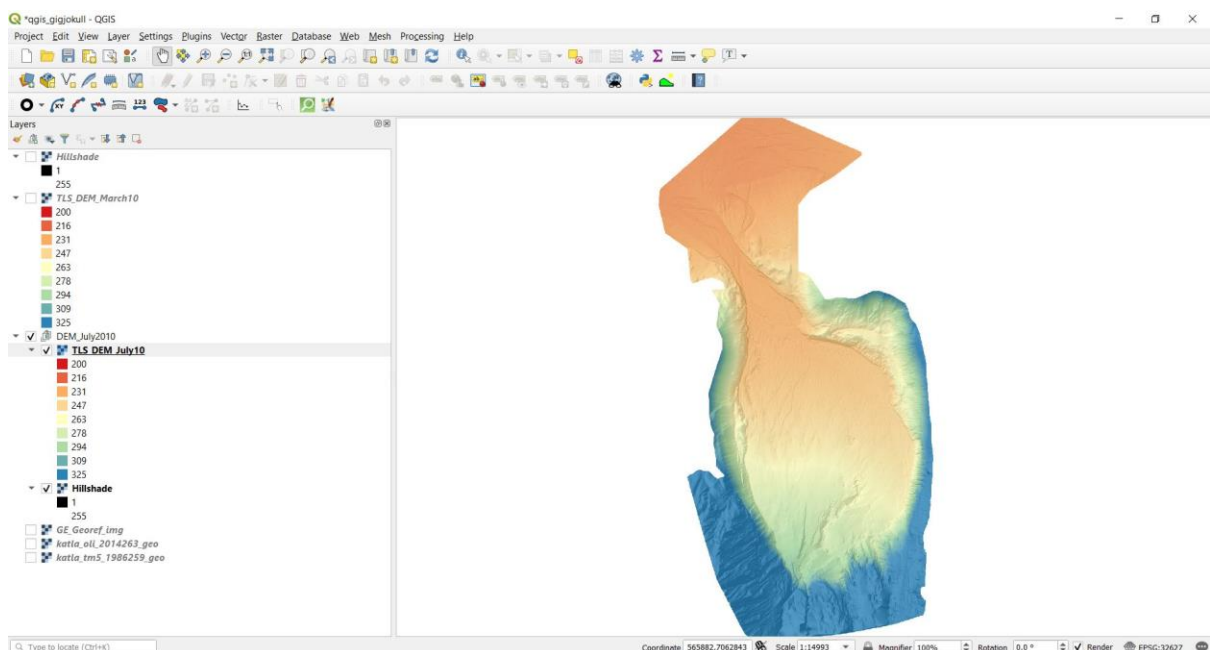 *qgis_gigjokull - QGIS
Project Edit View Layer Settings Plugins Vector Raster Database Web Mesh Processing Help
Layers
Hillshade
1
255
TLS_DEM_March10
200
216
231
247
263
278
294
309
325
DEM_July2010
TLS_DEM_July10
200
216
231
247
263
278
294
309
325
Hillshade
1
255
GE_Georef_img
katla_oli_2014263_geo
katla_tm5_1986259_geo
Type to locate (Ctrl+K)
Coordinate 565882.7062843 Scale 1:14993 Magnifier 100% Rotation 0.0 ° Render EPSG:32627